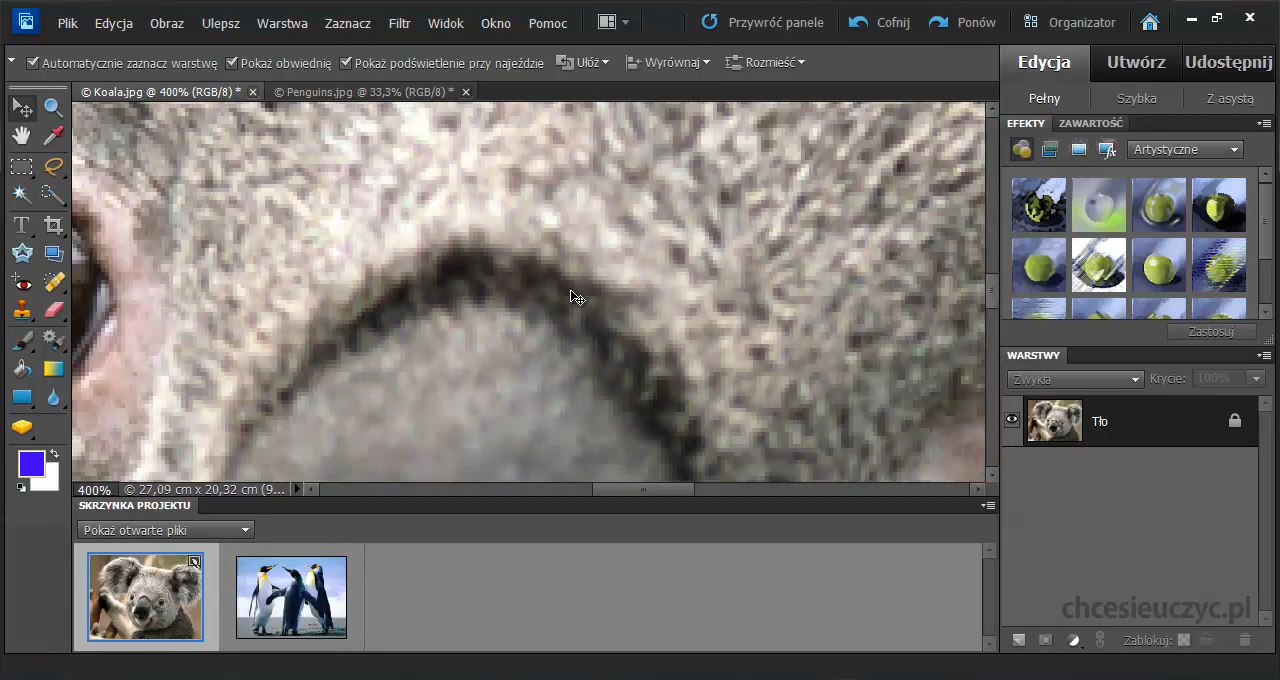 Plik Edycja Obraz Ulepsz Warstwa Zaznacz Filtr Widok Okno Pomoc Przywróć panele Cofnij Ponów Organizator
Automatycznie zaznacz warstwę Pokaż obwiednię Pokaż podświetlenie przy najeździe Ułóż Wyrównaj Rozmieść
Edycja Utwórz Udostępnij
© Koala.jpg @ 400% (RGB/8) * © Penguins.jpg @ 33,3% (RGB/8) *
Pełny Szybka Z asystą
EFEKTY ZAWARTOŚĆ
Artystyczne
Zastosuj
WARSTWY
Zwykła Krycie: 100%
Tło
400% © 27,09 cm x 20,32 cm (9...
SKRZYNKA PROJEKTU
Pokaż otwarte pliki
chcesieuczyc.pl
Zablokuj: